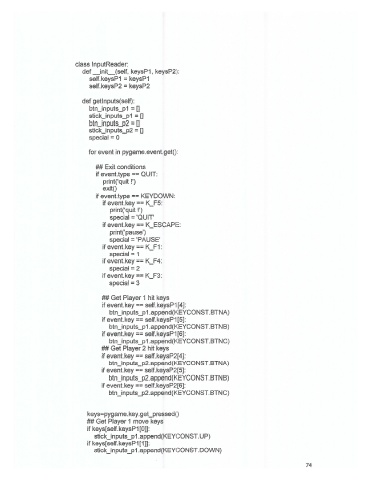 class InputReader:
def __init__(self, keysP1, keysP2):
self.keysP1 = keysP1
self.keysP2 = keysP2
def getInputs(self):
btn_inputs_p1 = []
stick_inputs_p1 = []
btn_inputs_p2 = []
stick_inputs_p2 = []
special = 0
for event in pygame.event.get():
## Exit conditions
if event.type == QUIT:
print('quit !')
exit()
if event.type == KEYDOWN:
if event.key == K_F5:
print('quit !')
special = 'QUIT'
if event.key == K_ESCAPE:
print('pause')
special = 'PAUSE'
if event.key == K_F1:
special = 1
if event.key == K_F4:
special = 2
if event.key == K_F3:
special = 3
## Get Player 1 hit keys
if event.key == self.keysP1[4]:
btn_inputs_p1.append(KEYCONST.BTNA)
if event.key == self.keysP1[5]:
btn_inputs_p1.append(KEYCONST.BTNB)
if event.key == self.keysP1[6]:
btn_inputs_p1.append(KEYCONST.BTNC)
## Get Player 2 hit keys
if event.key == self.keysP2[4]:
btn_inputs_p2.append(KEYCONST.BTNA)
if event.key == self.keysP2[5]:
btn_inputs_p2.append(KEYCONST.BTNB)
if event.key == self.keysP2[6]:
btn_inputs_p2.append(KEYCONST.BTNC)
keys=pygame.key.get_pressed()
## Get Player 1 move keys
if keys[self.keysP1[0]]:
stick_inputs_p1.append(KEYCONST.UP)
if keys[self.keysP1[1]]:
stick_inputs_p1.append(KEYCONST.DOWN)
74